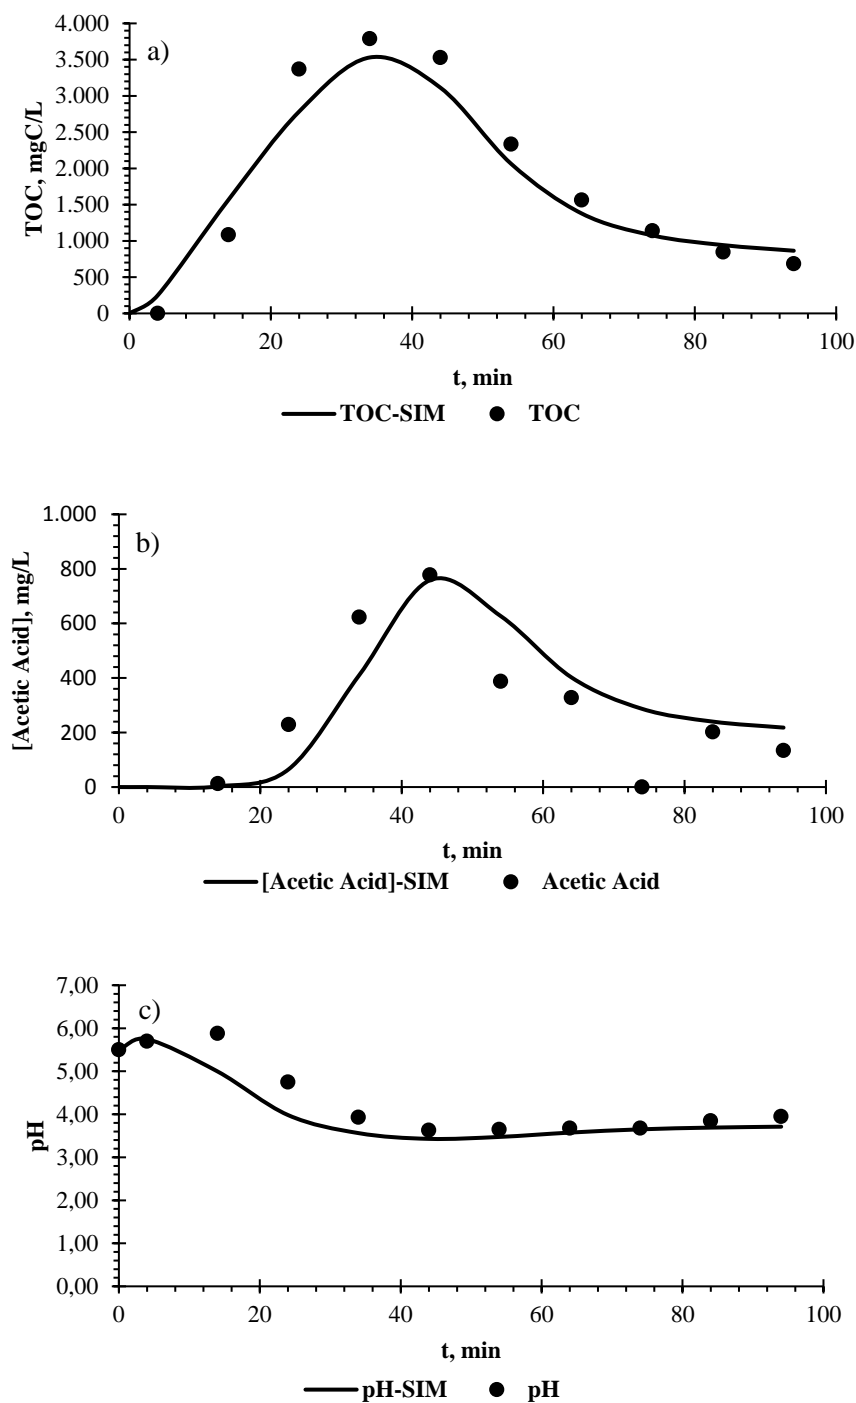 a)
TOC, mgC/L
4.000
3.500
3.000
2.500
2.000
1.500
1.000
500
0
0 20 40 60 80 100
t, min
TOC-SIM TOC
b)
[Acetic Acid], mg/L
1.000
800
600
400
200
0
0 20 40 60 80 100
t, min
[Acetic Acid]-SIM Acetic Acid
c)
pH
7,00
6,00
5,00
4,00
3,00
2,00
1,00
0,00
0 20 40 60 80 100
t, min
pH-SIM pH